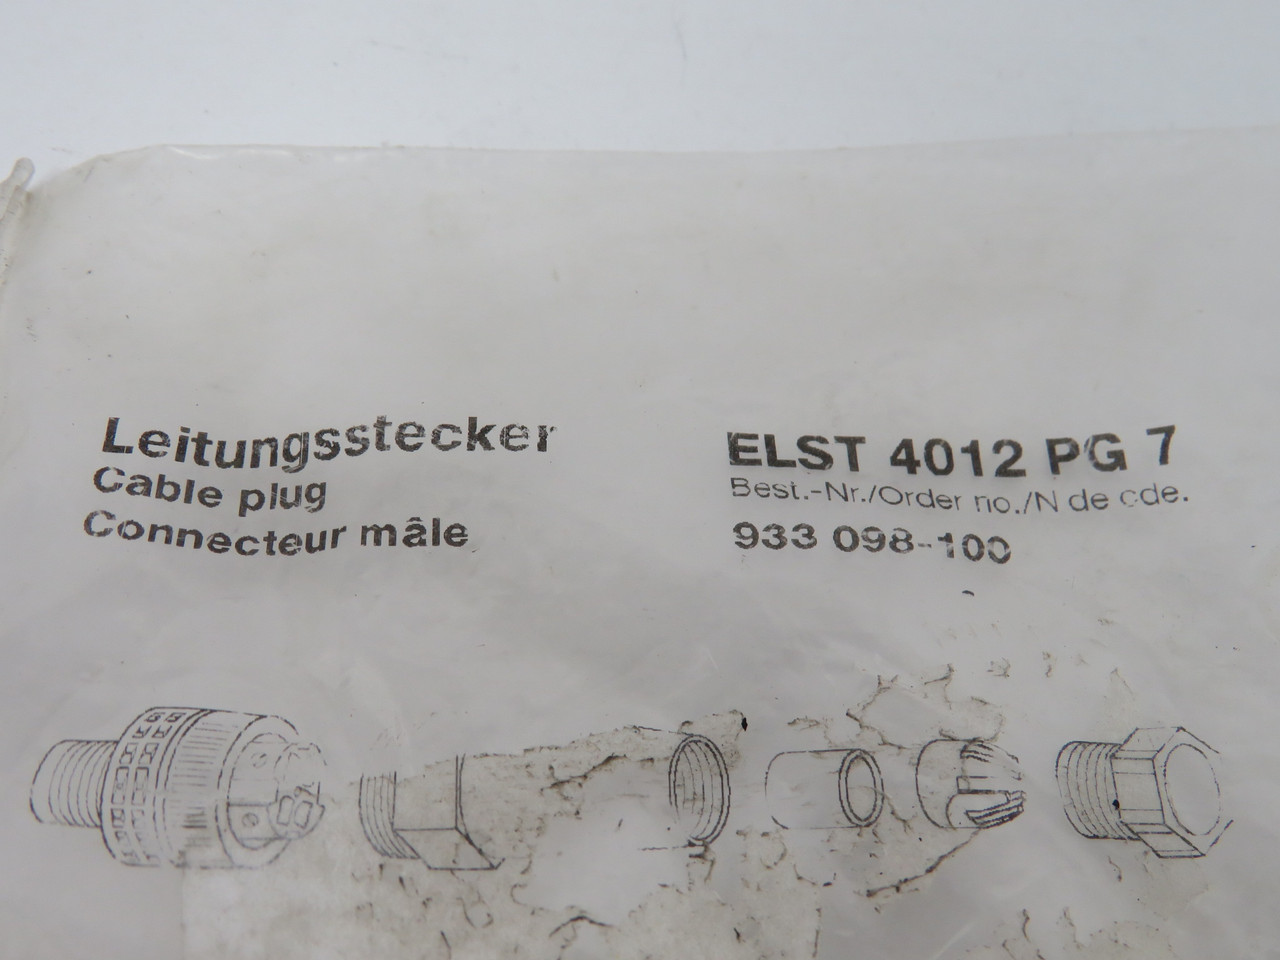 Leitungsstecker
Cable plug
Connecteur mâle
ELST 4012 PG 7
Best.-Nr./Order no./N de cde.
933 098-100